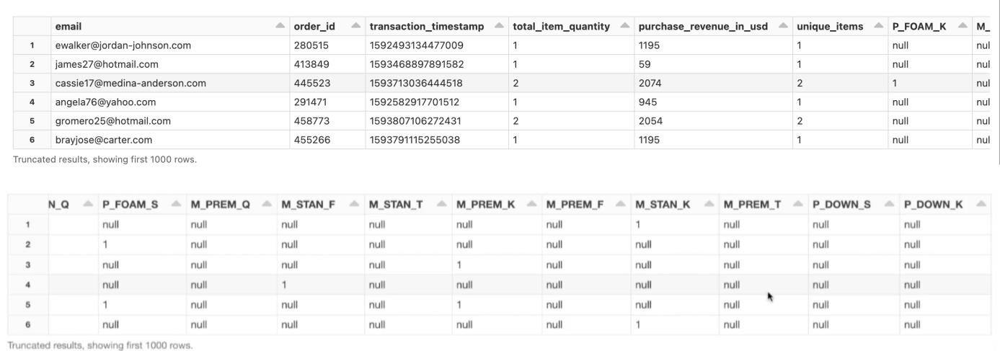 email order_id transaction_timestamp total_item_quantity purchase_revenue_in_usd unique_items P_FOAM_K M_
1 ewalker@jordan-johnson.com 280515 1592493134477009 1 1195 1 null nul
2 james27@hotmail.com 413849 1593468897891582 1 59 1 null nul
3 cassie17@medina-anderson.com 445523 1593713036444518 2 2074 2 1 nul
4 angela76@yahoo.com 291471 1592582917701512 1 945 1 null nul
5 gromero25@hotmail.com 458773 1593807106272431 2 2054 2 null nul
6 brayjose@carter.com 455266 1593791115255038 1 1195 1 null nul
Truncated results, showing first 1000 rows.
N_Q P_FOAM_S M_PREM_Q M_STAN_F M_STAN_T M_PREM_K M_PREM_F M_STAN_K M_PREM_T P_DOWN_S P_DOWN_K
1 null null null null null null 1 null null null
2 1 null null null null null null null null null
3 null null null null 1 null null null null null
4 null null 1 null null null null null null null
5 1 null null null 1 null null null null null
6 null null null null null null 1 null null null
Truncated results, showing first 1000 rows.